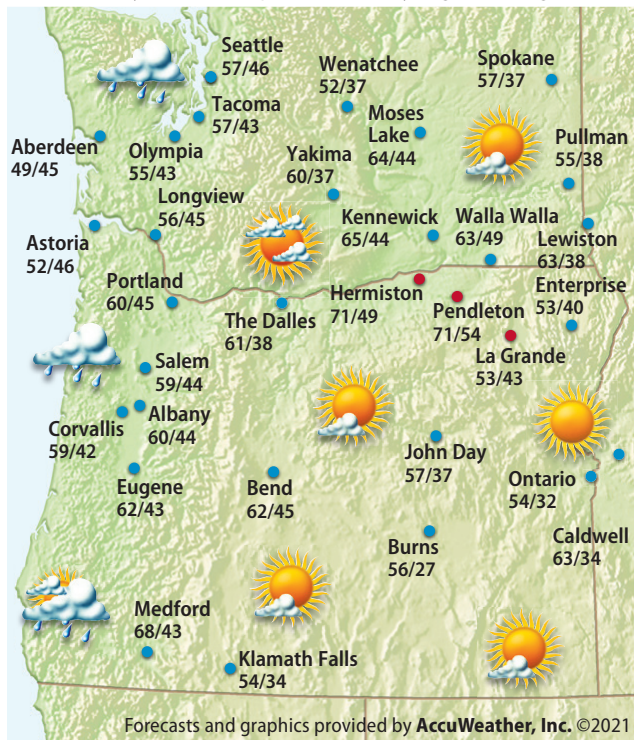 Seattle
57/46
Wenatchee
52/37
Spokane
57/37
Tacoma
57/43
Moses
Lake
64/44
Aberdeen
49/45
Olympia
55/43
Yakima
60/37
Pullman
55/38
Longview
56/45
Kennewick
65/44
Walla Walla
63/49
Lewiston
63/38
Astoria
52/46
Portland
60/45
The Dalles
61/38
Hermiston
71/49
Pendleton
71/54
Enterprise
53/40
La Grande
53/43
Salem
59/44
Albany
60/44
Corvallis
59/42
John Day
57/37
Ontario
54/32
Eugene
62/43
Bend
62/45
Caldwell
63/34
Burns
56/27
Medford
68/43
Klamath Falls
54/34
Forecasts and graphics provided by AccuWeather, Inc. ©2021